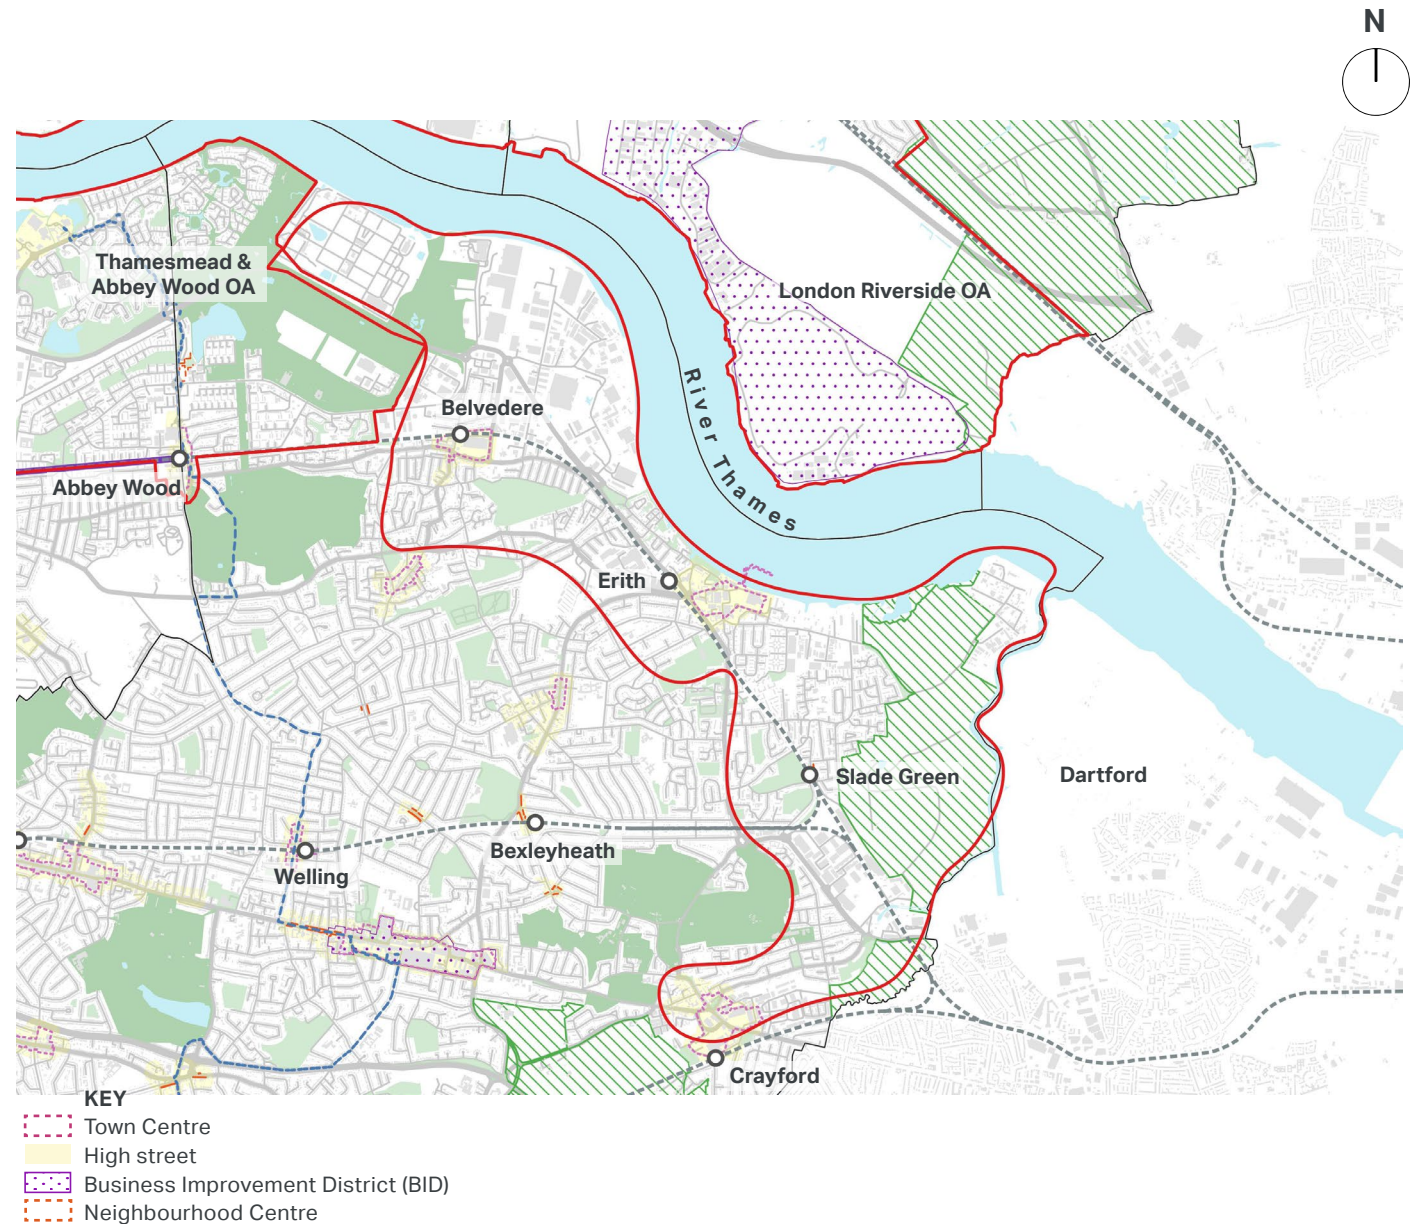 N
Thamesmead &
Abbey Wood OA
London Riverside OA
River Thames
Belvedere
Abbey Wood
Erith
Slade Green
Dartford
Bexleyheath
Welling
Crayford
KEY
Town Centre
High street
Business Improvement District (BID)
Neighbourhood Centre